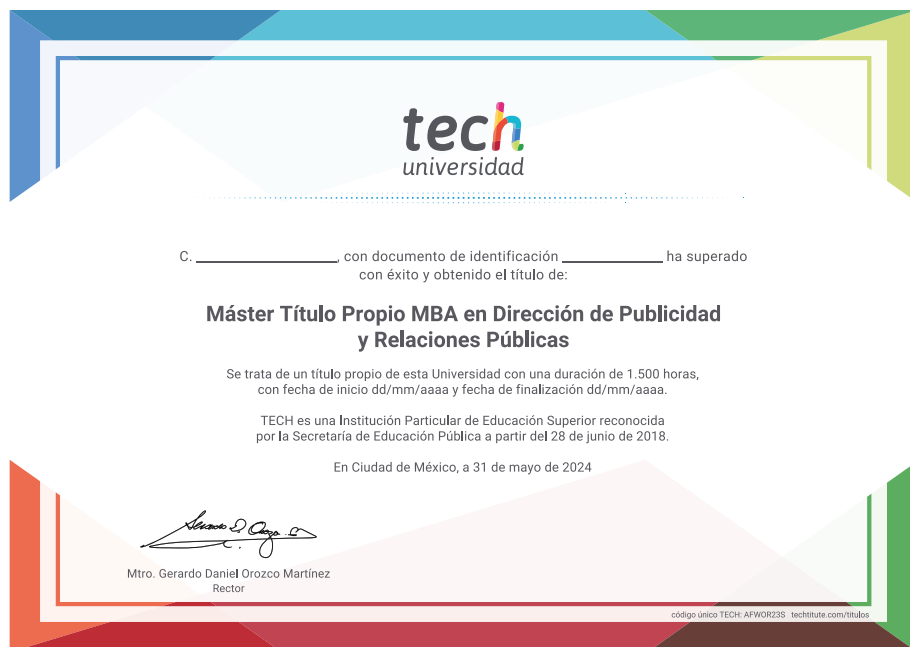 tech
universidad
C. ____________, con documento de identificación ____________ ha superado
con éxito y obtenido el título de:
Máster Título Propio MBA en Dirección de Publicidad
y Relaciones Públicas
Se trata de un título propio de esta Universidad con una duración de 1.500 horas,
con fecha de inicio dd/mm/aaaa y fecha de finalización dd/mm/aaaa.
TECH es una Institución Particular de Educación Superior reconocida
por la Secretaría de Educación Pública a partir del 28 de junio de 2018.
En Ciudad de México, a 31 de mayo de 2024
Mtro. Gerardo Daniel Orozco Martínez
Rector
código único TECH: AFWOR23S techtitute.com/titulos